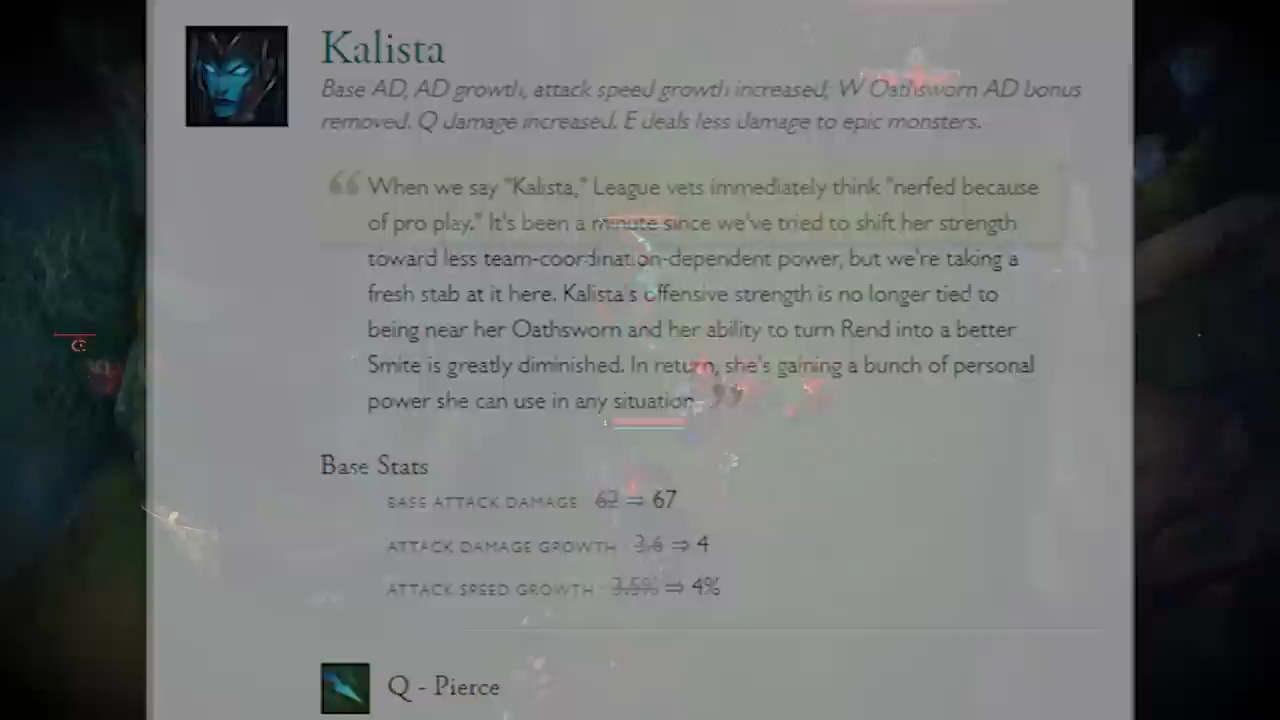 Kalista
Base AD, AD growth, attack speed growth increased; W Oathsworn AD bonus
removed. Q damage increased. E deals less damage to epic monsters.
“ When we say "Kalista," League vets immediately think "nerfed because
of pro play." It's been a minute since we've tried to shift her strength
toward less team-coordination-dependent power, but we're taking a
fresh stab at it here. Kalista's offensive strength is no longer tied to
being near her Oathsworn and her ability to turn Rend into a better
Smite is greatly diminished. In return, she's gaining a bunch of personal
power she can use in any situation. ”
Base Stats
BASE ATTACK DAMAGE · 62 ⇒ 67
ATTACK DAMAGE GROWTH · 3.6 ⇒ 4
ATTACK SPEED GROWTH · 3.5% ⇒ 4%
Q - Pierce